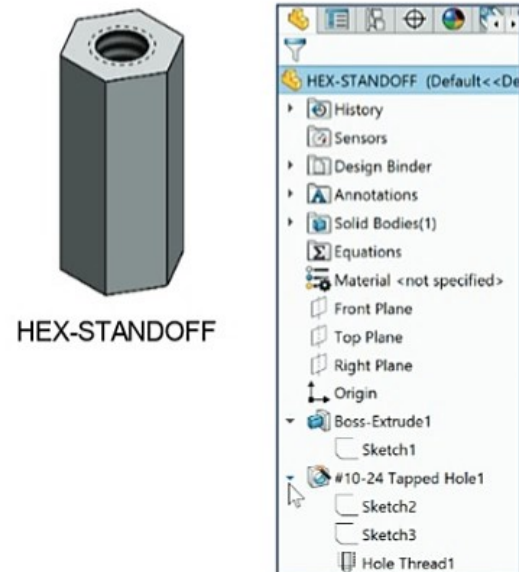 HEX-STANDOFF
HEX-STANDOFF (Default<<De
History
Sensors
Design Binder
Annotations
Solid Bodies(1)
Equations
Material <not specified>
Front Plane
Top Plane
Right Plane
Origin
Boss-Extrude1
Sketch1
#10-24 Tapped Hole1
Sketch2
Sketch3
Hole Thread1